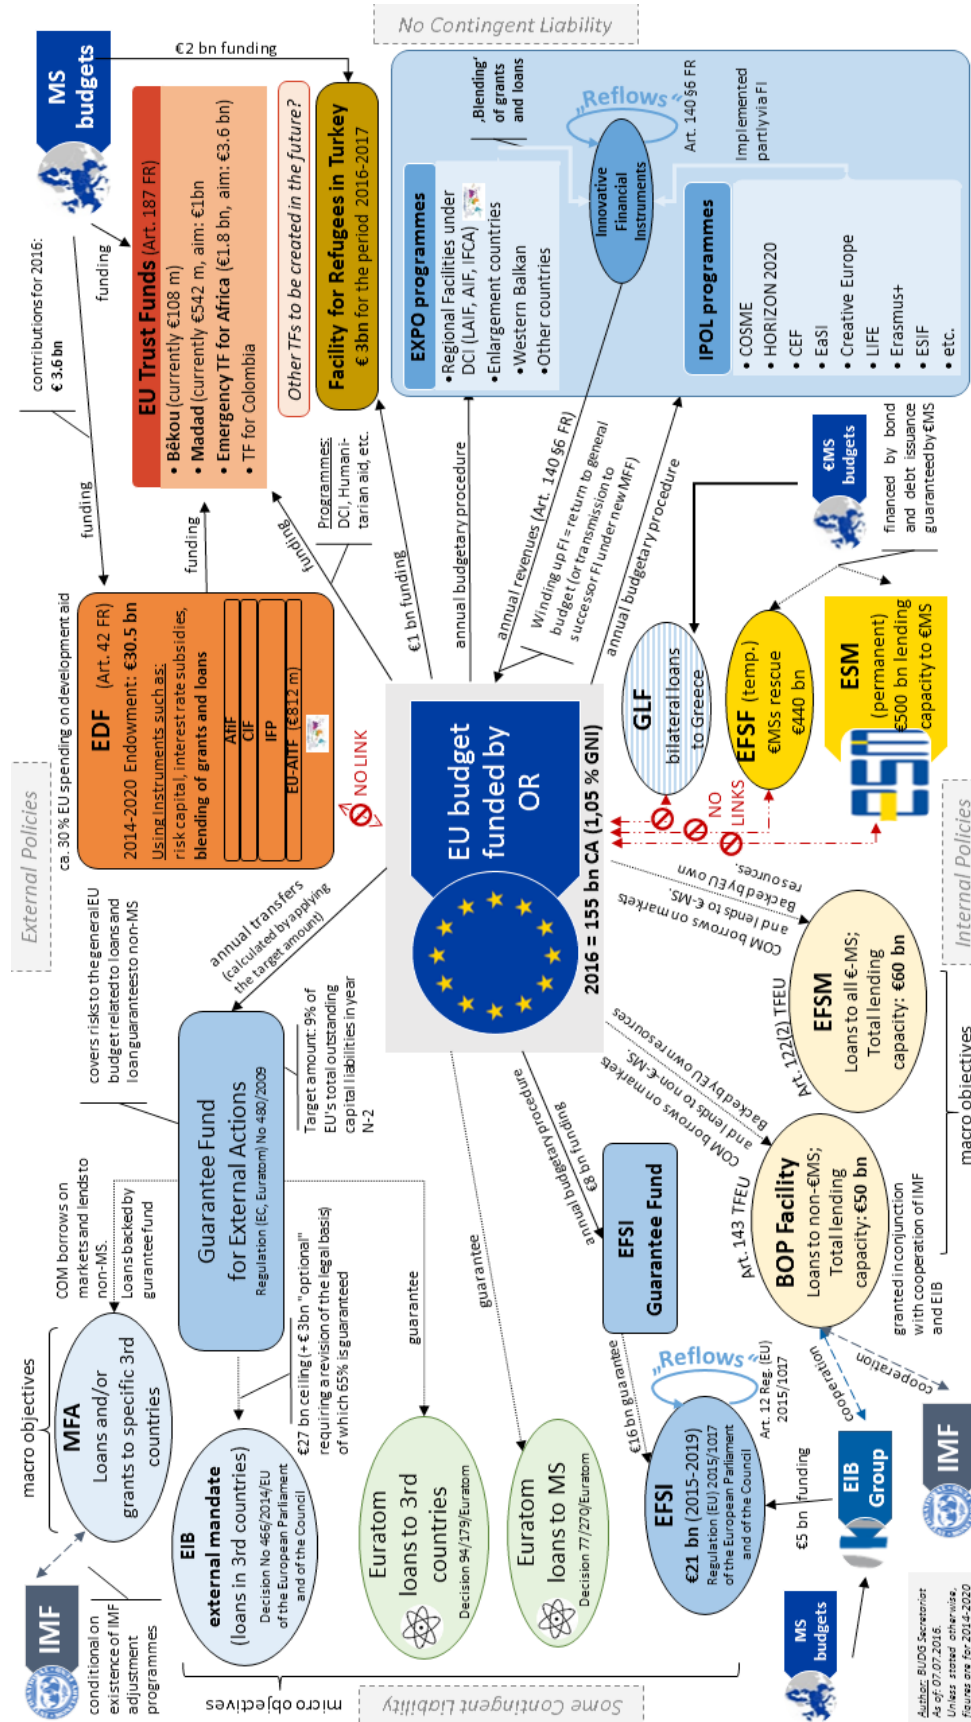 External Policies
No Contingent Liability
Some Contingent Liability
Internal Policies
macro objectives
IMF
conditional on
existence of IMF
adjustment
programmes
MFA
Loans and/or
grants to specific 3rd
countries
COM borrows on
markets and lends to
non-MS.
Loans backed by
gurantee fund
covers risks to the general EU
budget related to loans and
loan guarantees to non-MS
Guarantee Fund
for External Actions
Regulation (EC, Euratom) No 480/2009
Target amount: 9% of
EU's total outstanding
capital liabilities in year
N-2
annual transfers
(calculated by applying
the target amount)
micro objectives
EIB
external mandate
(loans in 3rd countries)
Decision No 466/2014/EU
of the European Parliament
and of the Council
€27 bn ceiling (+ € 3bn "optional"
requiring a revision of the legal basis)
of which 65% is guaranteed
guarantee
Euratom
loans to 3rd
countries
Decision 94/179/Euratom
guarantee
Euratom
loans to MS
Decision 77/270/Euratom
annual budgetary procedure
€8 bn funding
EFSI
Guarantee Fund
€16 bn guarantee
EFSI
€21 bn (2015-2019)
Regulation (EU) 2015/1017
of the European Parliament
and of the Council
„Reflows“
Art. 12 Reg. (EU)
2015/1017
€5 bn funding
EIB
Group
MS
budgets
cooperation
cooperation
IMF
ca. 30 % EU spending on development aid
EDF (Art. 42 FR)
2014-2020 Endowment: €30.5 bn
Using Instruments such as:
risk capital, interest rate subsidies,
blending of grants and loans
AfIF
CIF
IFP
EU-AITF (€812 m)
NO LINK
contributions for 2016:
€ 3.6 bn
funding
funding
funding
funding
MS
budgets
€2 bn funding
EU Trust Funds (Art. 187 FR)
• Bêkou (currently €108 m)
• Madad (currently €542 m, aim: €1bn
• Emergency TF for Africa (€1.8 bn, aim: €3.6 bn)
• TF for Colombia
Other TFs to be created in the future?
Programmes:
DCI, Humani-
tarian aid, etc.
€1 bn funding
Facility for Refugees in Turkey
€ 3bn for the period 2016-2017
EU budget
funded by
OR
2016 = 155 bn CA (1,05 % GNI)
annual budgetary procedure
annual revenues (Art. 140 §6 FR)
Winding up FI = return to general
budget (or transmission to
successor FI under new MFF)
annual budgetary procedure
EXPO programmes
•Regional Facilities under
DCI (LAIF, AIF, IFCA)
•Enlargement countries
•Western Balkan
•Other countries
‚Blending‘
of grants
and loans
Innovative
Financial
Instruments
„Reflows“
Art. 140 §6 FR
Implemented
partly via FI
IPOL programmes
• COSME
• HORIZON 2020
• CEF
• EaSI
• Creative Europe
• LIFE
• Erasmus+
• ESIF
• etc.
GLF
bilateral loans
to Greece
€MS
budgets
EFSF (temp.)
€MSs rescue
€440 bn
financed by bond
and debt issuance
guaranteed by €MS
ESM
(permanent)
€500 bn lending
capacity to €MS
NO
LINKS
COM borrows on markets
and lends to €-MS.
Backed by EU own
resources.
Art. 122(2) TFEU
EFSM
Loans to all €-MS;
Total lending
capacity: €60 bn
COM borrows on markets
and lends to non-€-MS.
Backed by EU own resources
Art. 143 TFEU
BOP Facility
Loans to non-€MS;
Total lending
capacity:€50 bn
granted in conjunction
with cooperation of IMF
and EIB
macro objectives
Author: BUDG Secretariat
As of: 07.07.2016.
Unless stated otherwise,
figures are for 2014-2020